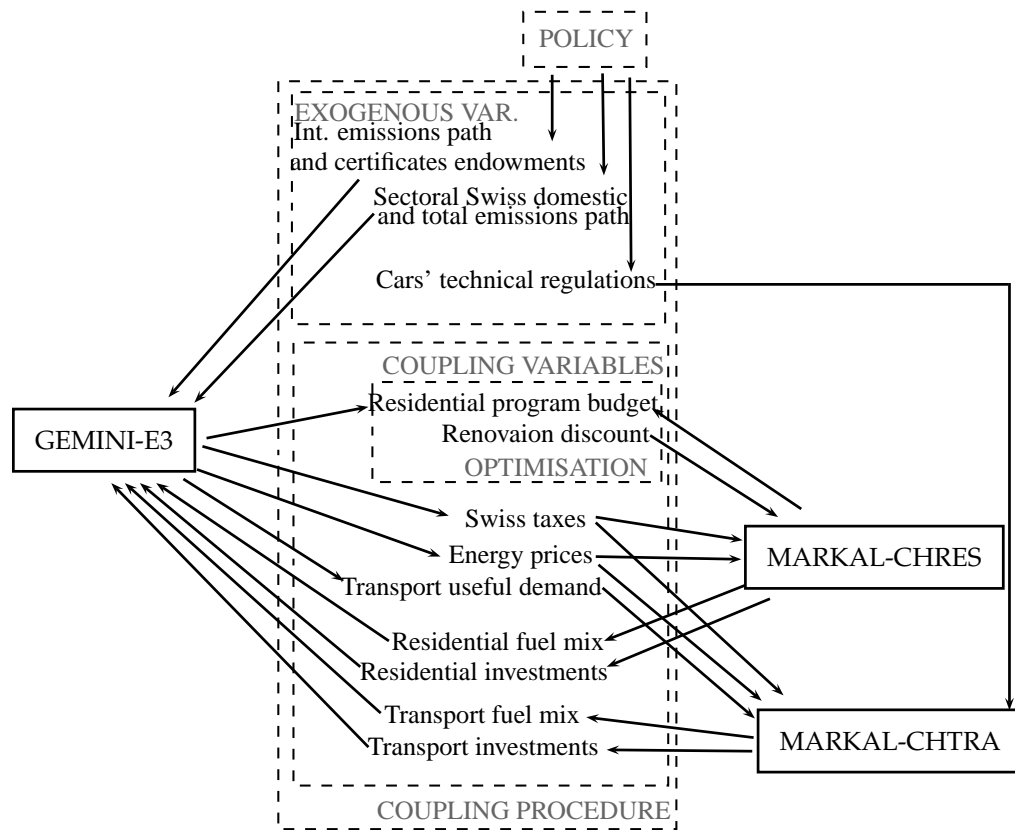 POLICY
EXOGENOUS VAR.
Int. emissions path
and certificates endowments
Sectoral Swiss domestic
and total emissions path
Cars' technical regulations
COUPLING VARIABLES
Residential program budget
GEMINI-E3
Renovaion discount
OPTIMISATION
Swiss taxes
Energy prices
MARKAL-CHRES
Transport useful demand
Residential fuel mix
Residential investments
Transport fuel mix
MARKAL-CHTRA
Transport investments
COUPLING PROCEDURE